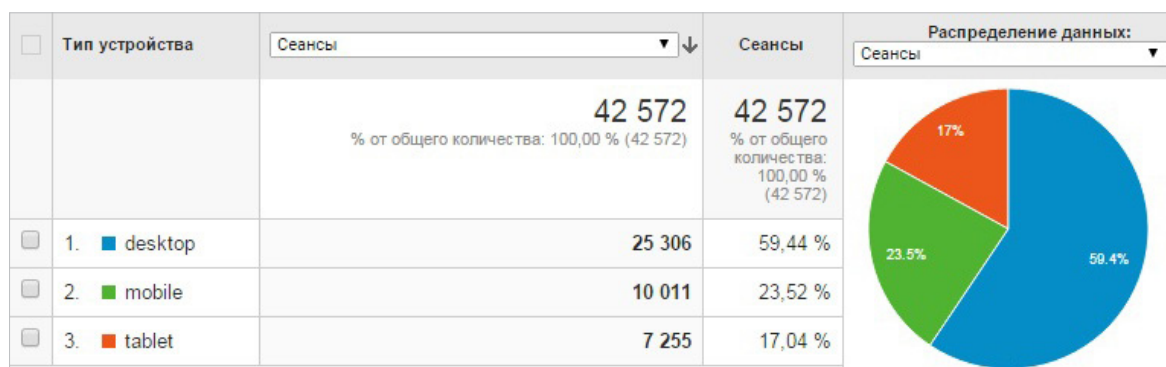 Тип устройства
Сеансы
Сеансы
Распределение данных:
Сеансы
42 572
% от общего количества: 100,00 % (42 572)
42 572
% от общего
количества:
100,00 %
(42 572)
1. desktop 25 306 59,44 %
2. mobile 10 011 23,52 %
3. tablet 7 255 17,04 %
17%
23.5%
59.4%